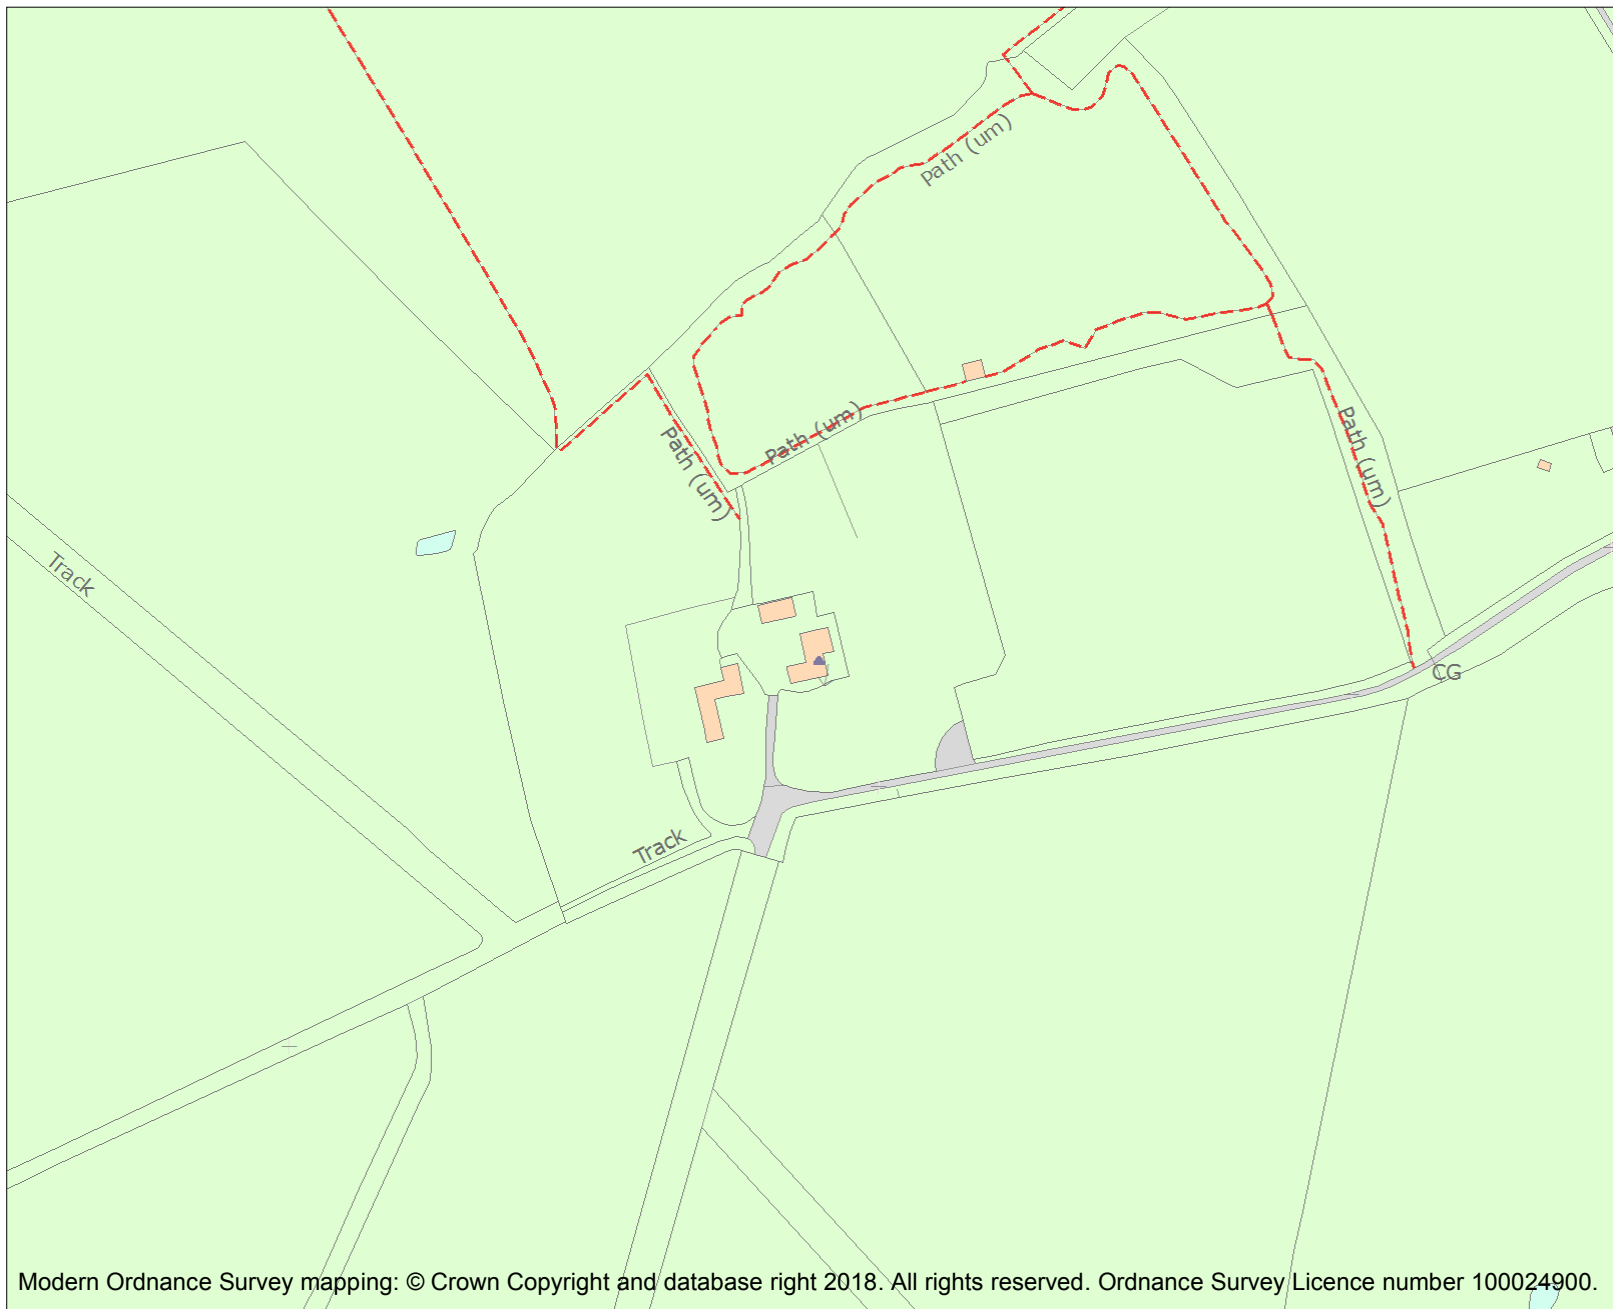 Path (um)
Path (um)
Path (um)
Path (um)
Track
CG
Track
Modern Ordnance Survey mapping: © Crown Copyright and database right 2018. All rights reserved. Ordnance Survey Licence number 100024900.